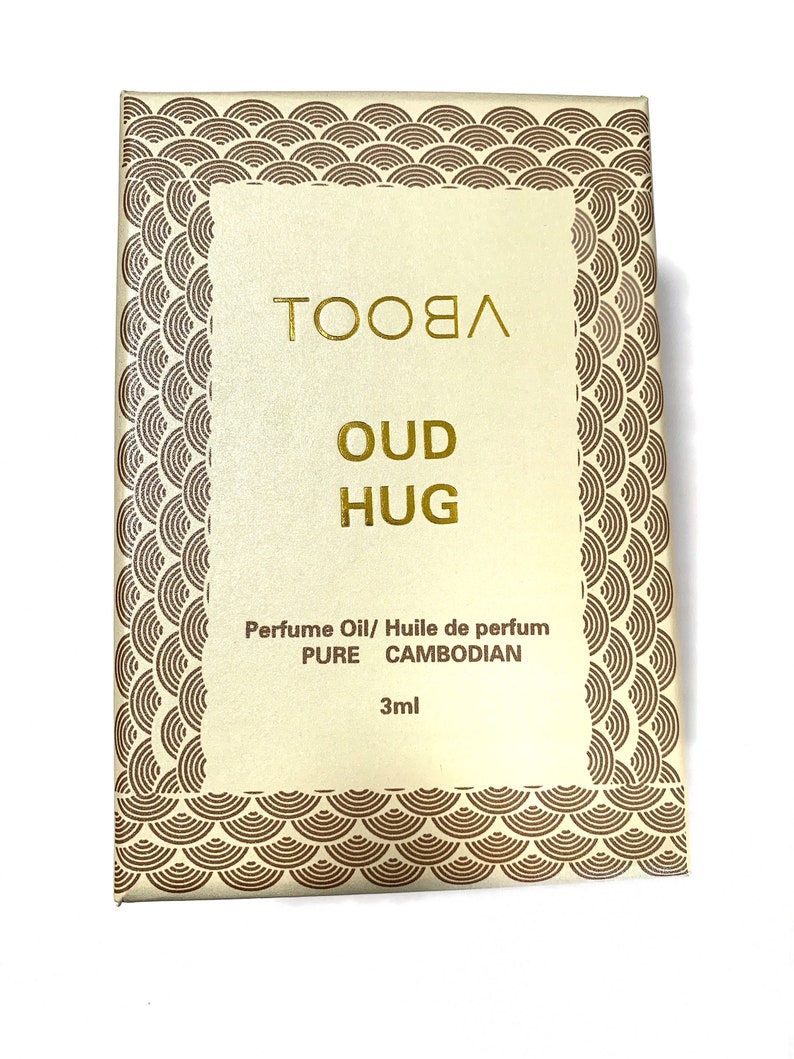 TOOBA
OUD
HUG
Perfume Oil/ Huile de perfum
PURE CAMBODIAN
3ml